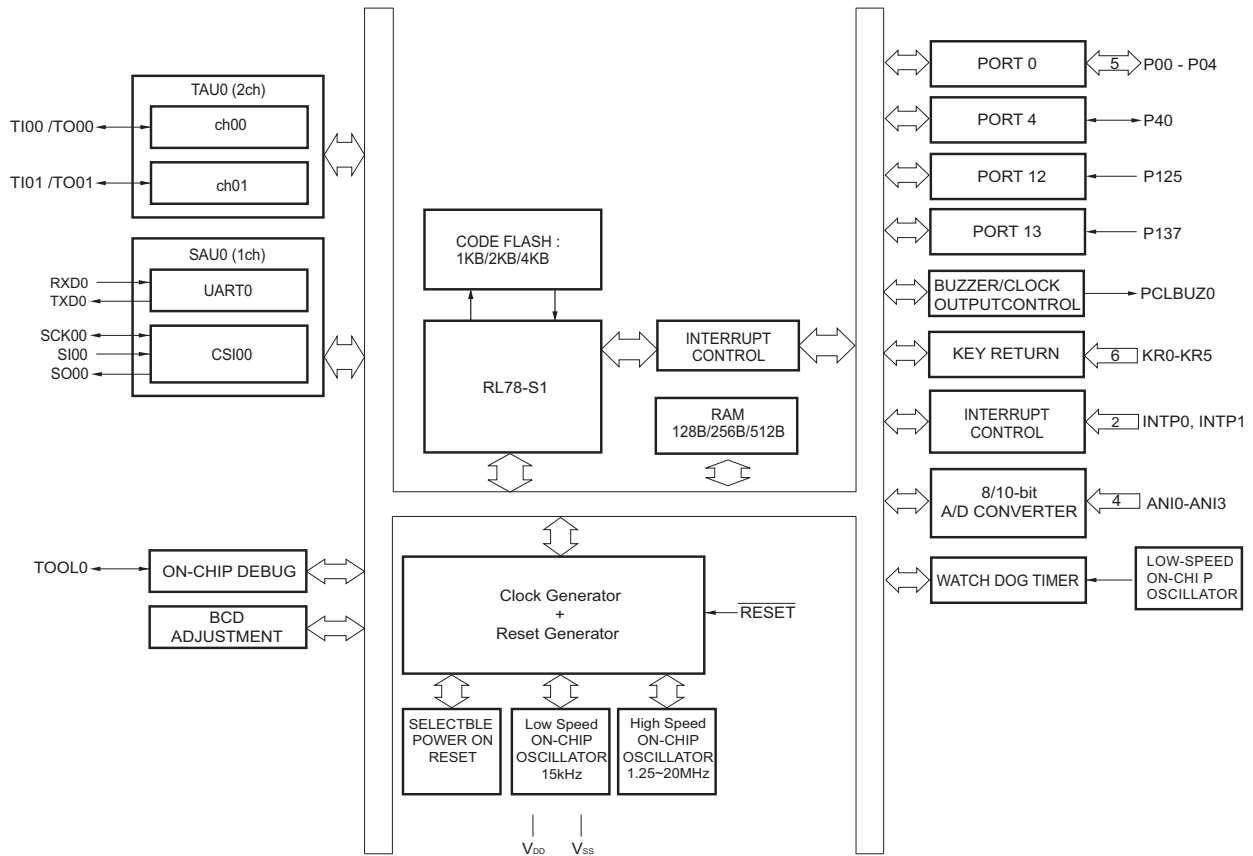 TAU0 (2ch)
ch00
TI00 /TO00
ch01
TI01 /TO01
SAU0 (1ch)
UART0
RXD0
TXD0
CSI00
SCK00
SI00
SO00
TOOL0
ON-CHIP DEBUG
BCD
ADJUSTMENT
CODE FLASH :
1KB/2KB/4KB
RL78-S1
INTERRUPT
CONTROL
RAM
128B/256B/512B
Clock Generator
+
Reset Generator
RESET
SELECTBLE
POWER ON
RESET
Low Speed
ON-CHIP
OSCILLATOR
15kHz
High Speed
ON-CHIP
OSCILLATOR
1.25~20MHz
VDD
VSS
PORT 0
5
P00 - P04
PORT 4
P40
PORT 12
P125
PORT 13
P137
BUZZER/CLOCK
OUTPUTCONTROL
PCLBUZ0
KEY RETURN
6
KR0-KR5
INTERRUPT
CONTROL
2
INTP0, INTP1
8/10-bit
A/D CONVERTER
4
ANI0-ANI3
WATCH DOG TIMER
LOW-SPEED
ON-CHI P
OSCILLATOR